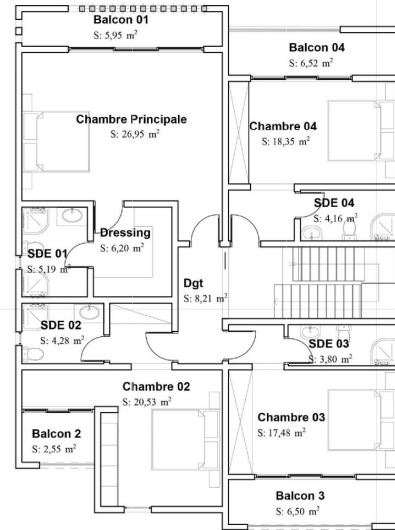 Balcon 01
S: 5,95 m²
Balcon 04
S: 6,52 m²
Chambre Principale
S: 26,95 m²
Chambre 04
S: 18,35 m²
SDE 04
S: 4,16 m²
Dressing
S: 6,20 m²
SDE 01
S: 5,19 m²
Dgt
S: 8,21 m²
SDE 02
S: 4,28 m²
SDE 03
S: 3,80 m²
Chambre 02
S: 20,53 m²
Chambre 03
S: 17,48 m²
Balcon 2
S: 2,55 m²
Balcon 3
S: 6,50 m²